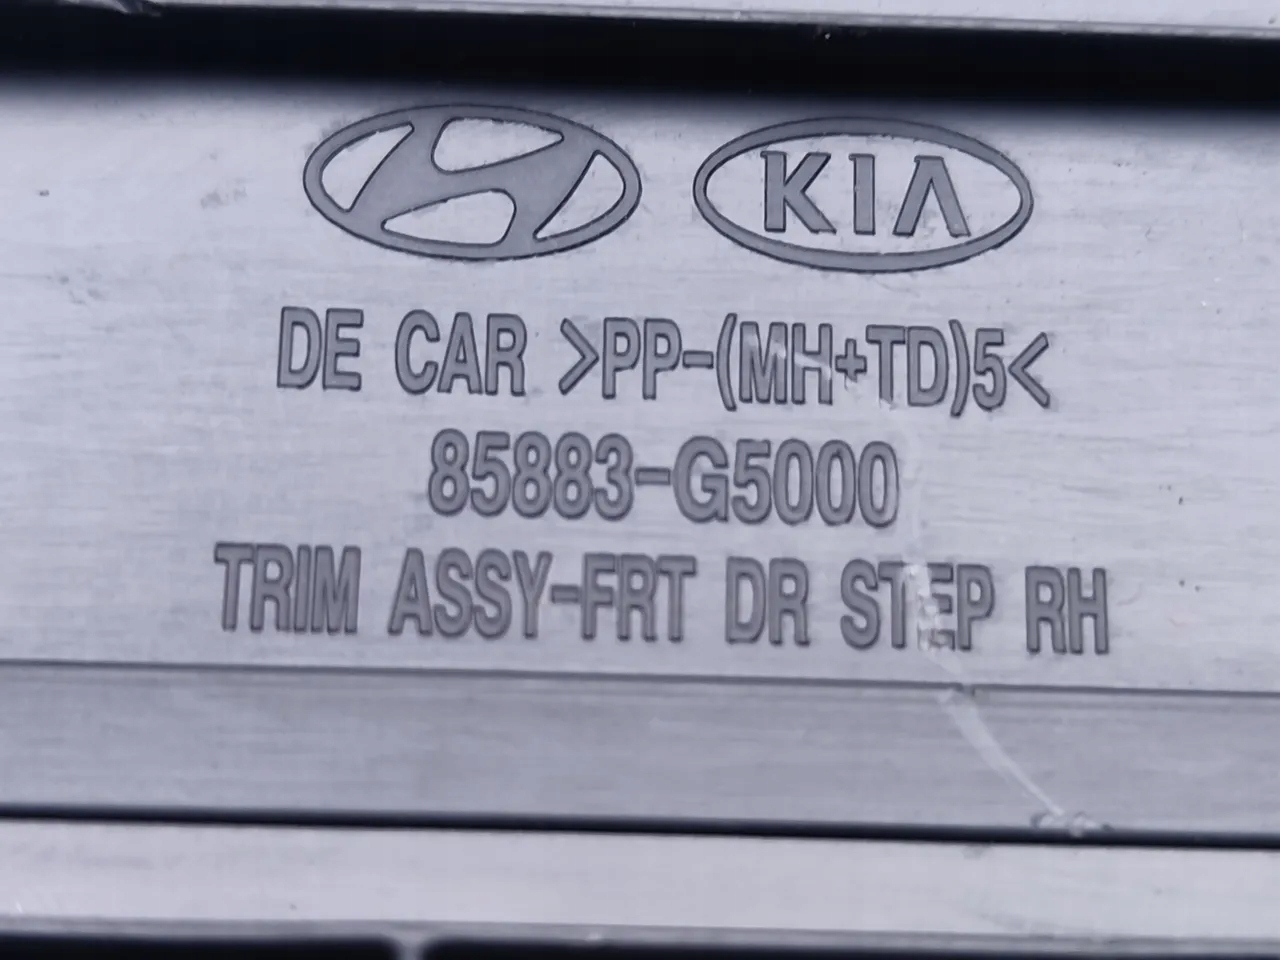 KIA
DE CAR >PP-(MH+TD)5<
85883-G5000
TRIM ASSY-FRT DR STEP RH